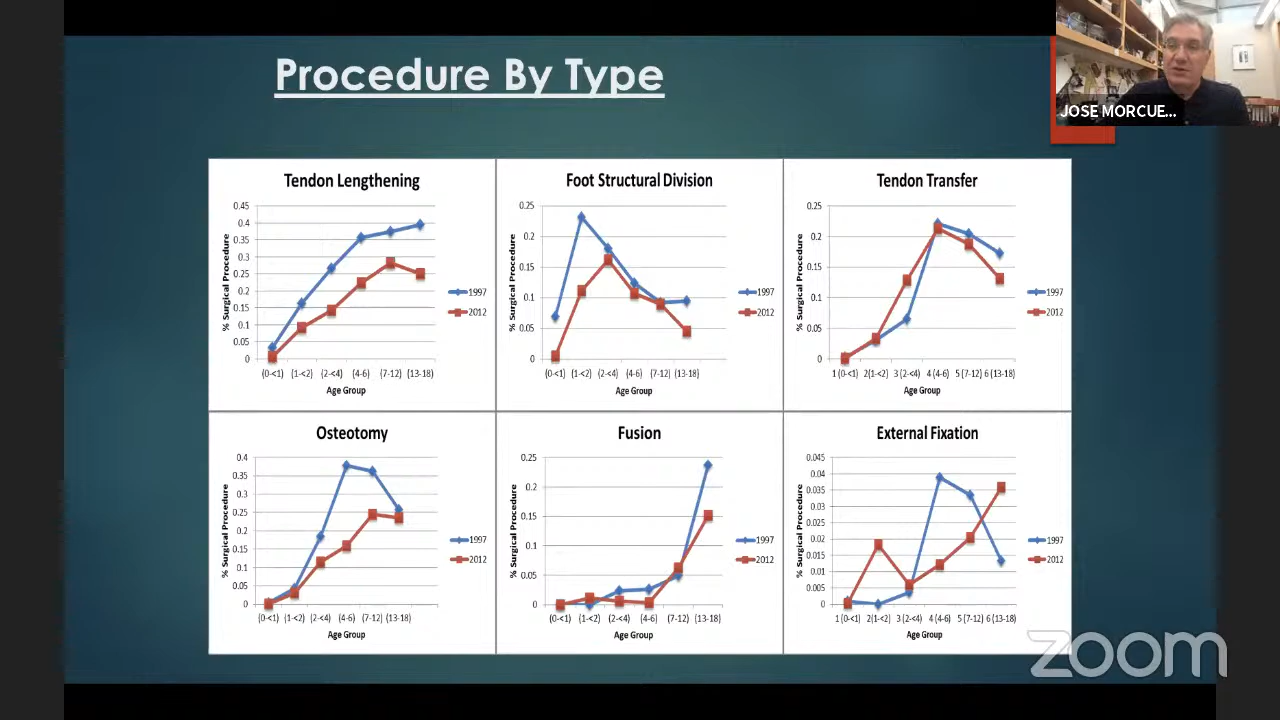 Procedure By Type
JOSE MORCUE...
Tendon Lengthening
0.45
0.4
0.35
0.3
0.25
0.2
0.15
0.1
0.05
0
% Surgical Procedure
(0-<1) (1-<2) (2-<4) (4-6) (7-12) (13-18)
Age Group
1997
2012
Foot Structural Division
0.25
0.2
0.15
0.1
0.05
0
% Surgical Procedure
(0-<1) (1-<2) (2-<4) (4-6) (7-12) (13-18)
Age Group
1997
2012
Tendon Transfer
0.25
0.2
0.15
0.1
0.05
0
% Surgical Procedure
1 (0-<1) 2(1-<2) 3 (2-<4) 4 (4-6) 5 (7-12) 6 (13-18)
Age Group
1997
2012
Osteotomy
0.4
0.35
0.3
0.25
0.2
0.15
0.1
0.05
0
% Surgical Procedure
(0-<1) (1-<2) (2-<4) (4-6) (7-12) (13-18)
Age Group
1997
2012
Fusion
0.25
0.2
0.15
0.1
0.05
0
% Surgical Procedure
(0-<1) (1-<2) (2-<4) (4-6) (7-12) (13-18)
Age Group
1997
2012
External Fixation
0.045
0.04
0.035
0.03
0.025
0.02
0.015
0.01
0.005
0
% Surgical Procedure
1 (0-<1) 2(1-<2) 3 (2-<4) 4 (4-6) 5 (7-12) 6 (13-18)
Age Group
1997
2012
zoom